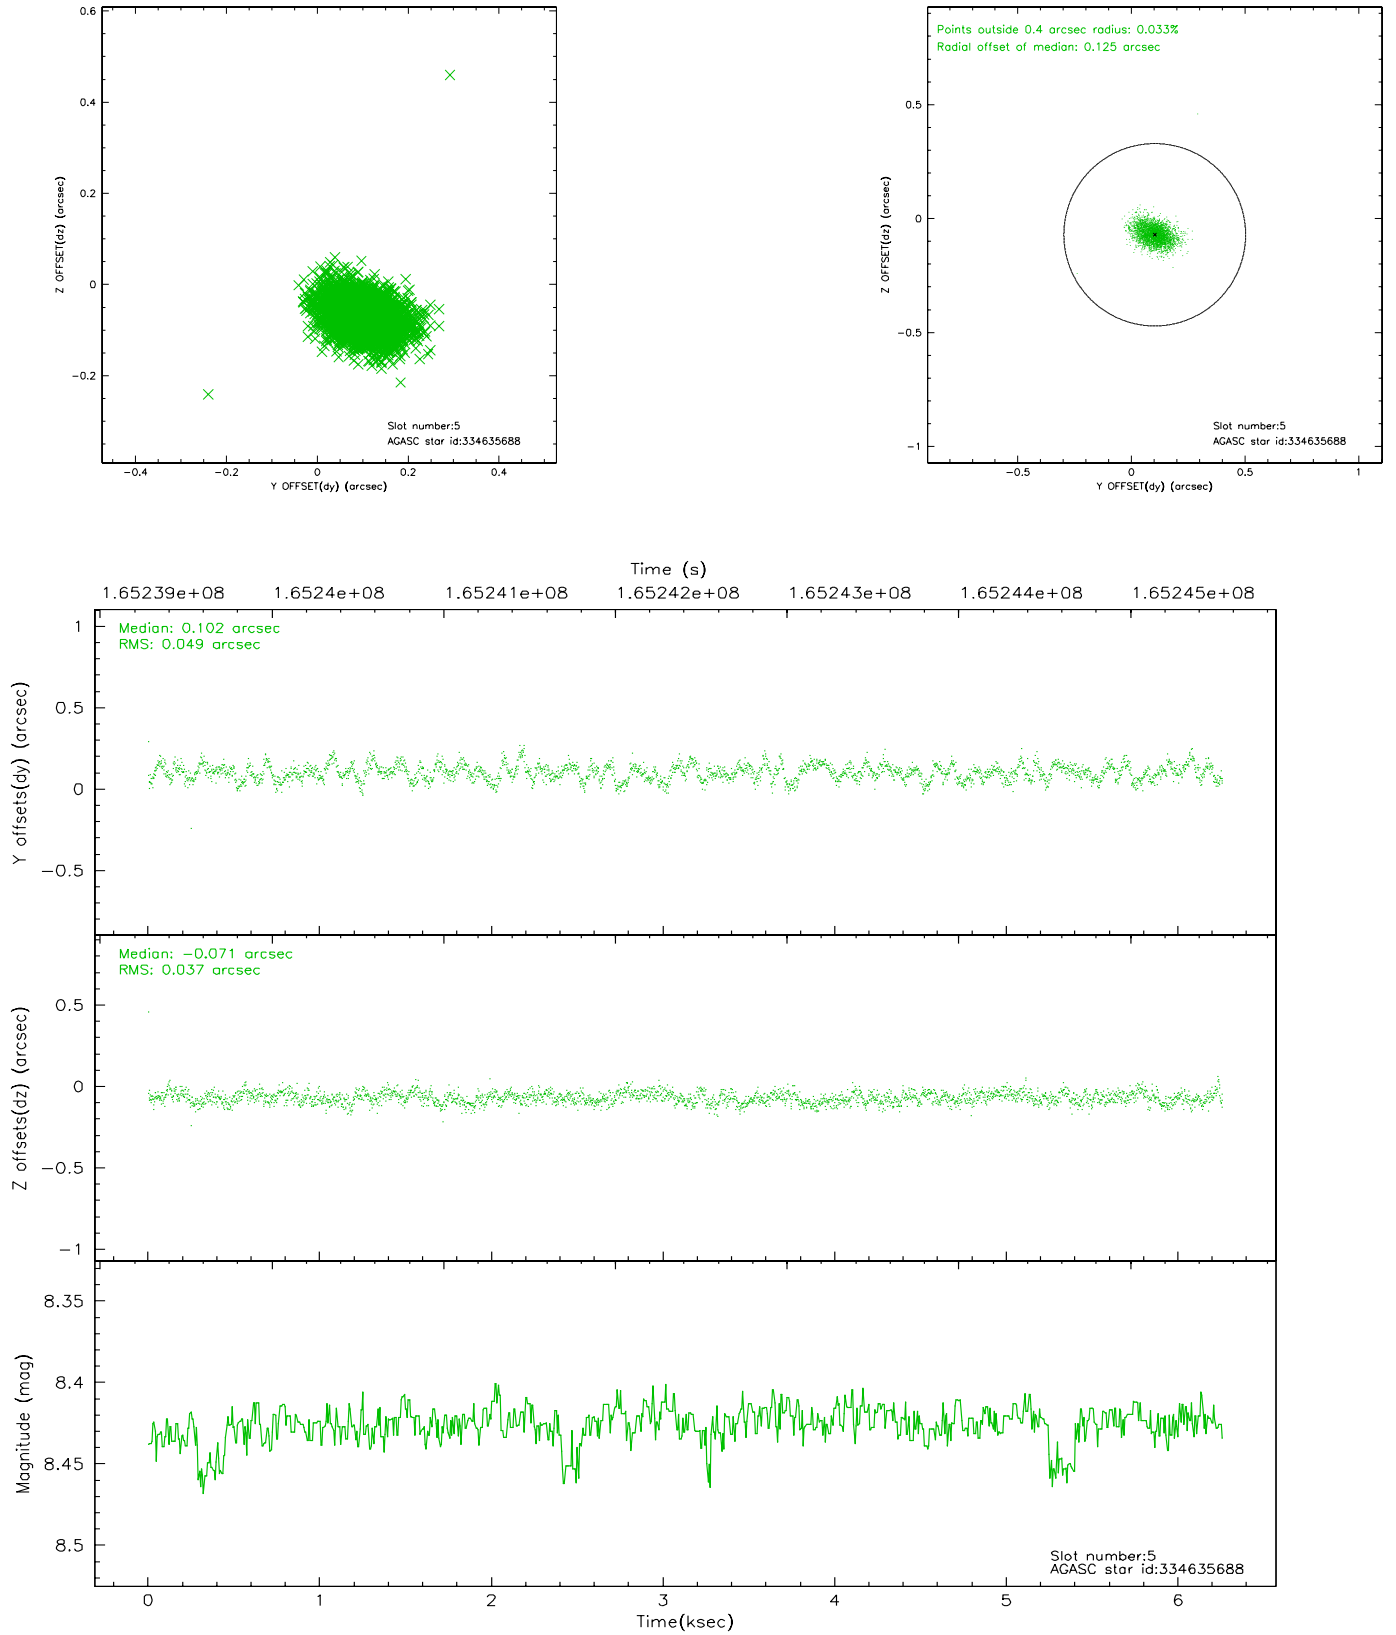 0.6
0.4
0.2
0
−0.2
Z OFFSET(dz) (arcsec)
Slot number:5
AGASC star id:334635688
−0.4 −0.2 0 0.2 0.4
Y OFFSET(dy) (arcsec)
Points outside 0.4 arcsec radius: 0.033%
Radial offset of median: 0.125 arcsec
0.5
0
−0.5
−1
Z OFFSET(dz) (arcsec)
Slot number:5
AGASC star id:334635688
−0.5 0 0.5 1
Y OFFSET(dy) (arcsec)
Time (s)
1.65239e+08 1.6524e+08 1.65241e+08 1.65242e+08 1.65243e+08 1.65244e+08 1.65245e+08
Median: 0.102 arcsec
RMS: 0.049 arcsec
1
0.5
0
−0.5
Y offsets(dy) (arcsec)
Median: −0.071 arcsec
RMS: 0.037 arcsec
0.5
0
−0.5
−1
Z offsets(dz) (arcsec)
8.35
8.4
8.45
8.5
Magnitude (mag)
Slot number:5
AGASC star id:334635688
0 1 2 3 4 5 6
Time(ksec)